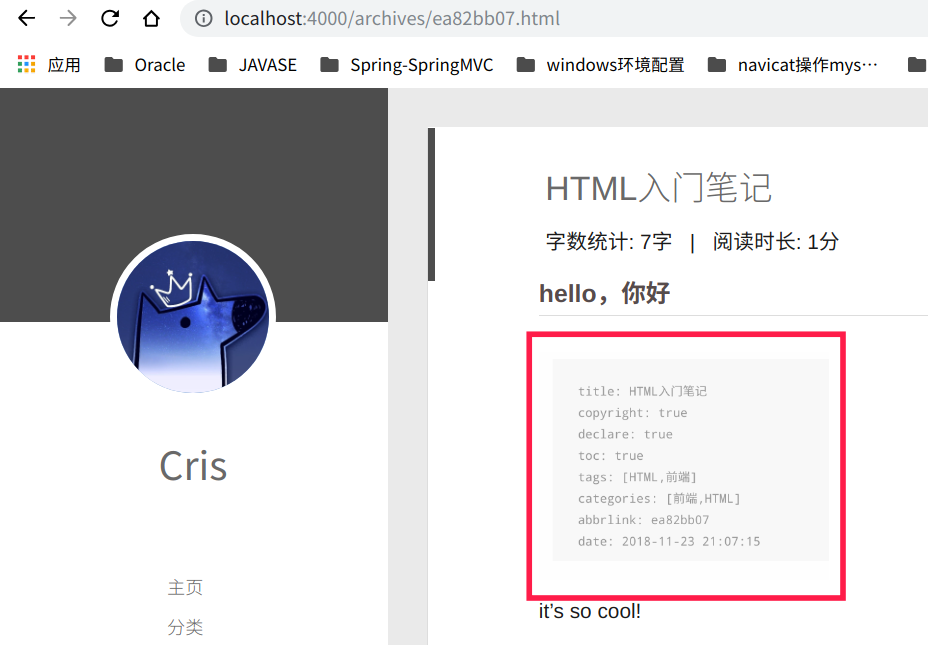 localhost:4000/archives/ea82bb07.html
应用 Oracle JAVASE Spring-SpringMVC windows环境配置 navicat操作mys…
HTML入门笔记
字数统计: 7字 | 阅读时长: 1分
hello，你好
title: HTML入门笔记
copyright: true
declare: true
toc: true
tags: [HTML,前端]
categories: [前端,HTML]
abbrlink: ea82bb07
date: 2018-11-23 21:07:15
it's so cool!
Cris
主页
分类